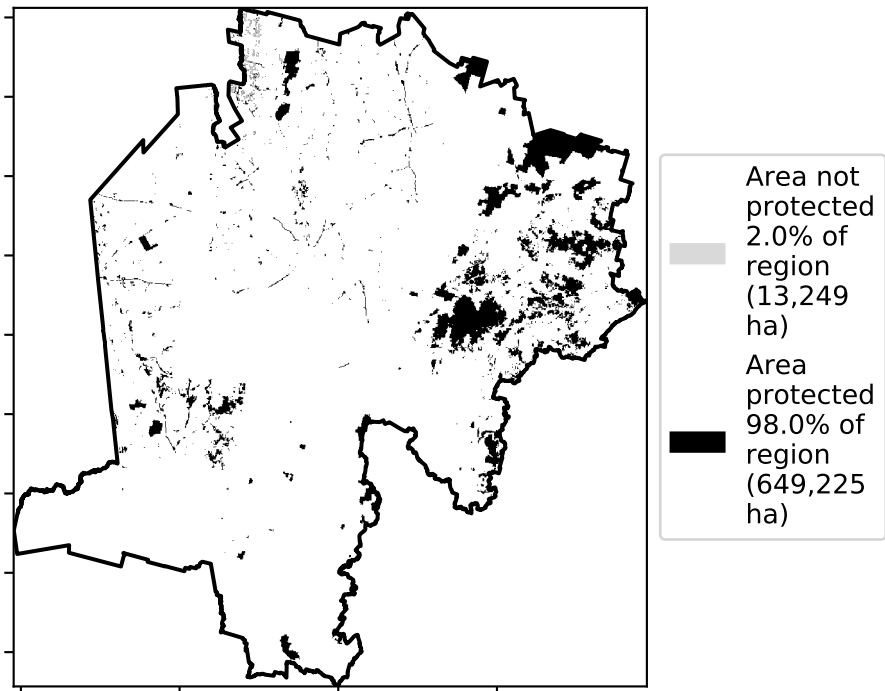 Area not
protected
2.0% of
region
(13,249
ha)
Area
protected
98.0% of
region
(649,225
ha)